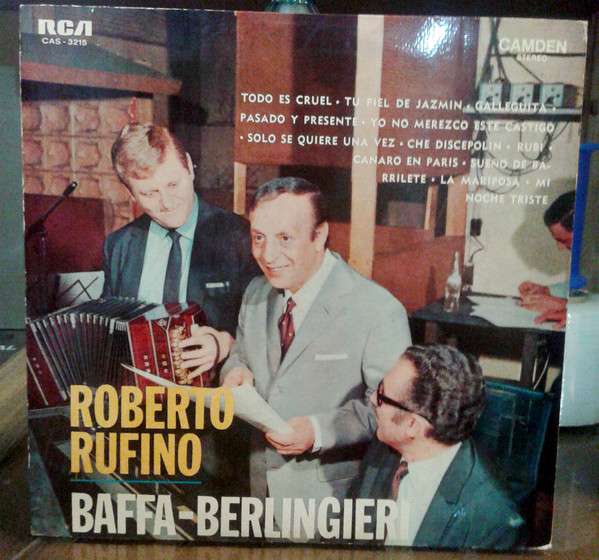 RCA
CAS - 3215
CAMDEN
STEREO
TODO ES CRUEL • TU PIEL DE JAZMIN • GALLEGUITA •
PASADO Y PRESENTE • YO NO MEREZCO ESTE CASTIGO
• SOLO SE QUIERE UNA VEZ • CHE DISCEPOLIN • RUBI •
CANARO EN PARIS • SUEÑO DE BA-
RRILETE • LA MARIPOSA • MI
NOCHE TRISTE
ROBERTO
RUFINO
BAFFA-BERLINGIERI